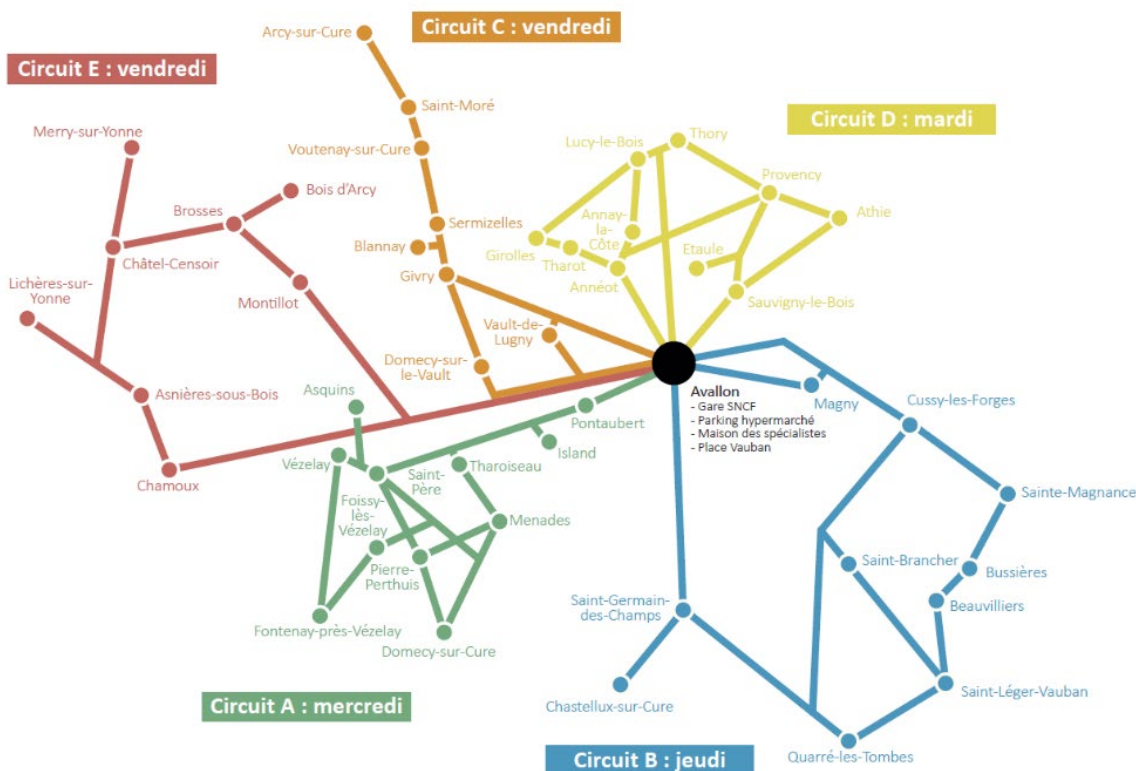 Arcy-sur-Cure
Circuit C : vendredi
Circuit E : vendredi
Saint-Moré
Circuit D : mardi
Merry-sur-Yonne
Voutenay-sur-Cure
Lucy-le-Bois
Thory
Bois d'Arcy
Provency
Brosses
Sermizelles
Annay-
la-
Côte
Athie
Blannay
Châtel-Censoir
Girolles
Tharot
Etaule
Givry
Annéot
Lichères-sur-
Yonne
Montillot
Sauvigny-le-Bois
Vault-de-
Lugny
Domecy-sur-
le-Vault
Asquins
Asnières-sous-Bois
Avallon
- Gare SNCF
- Parking hypermarché
- Maison des spécialistes
- Place Vauban
Magny
Cussy-les-Forges
Pontaubert
Island
Vézelay
Saint-
Père
Tharoiseau
Chamoux
Sainte-Magnance
Foissy-
lès-
Vézelay
Menades
Saint-Brancher
Bussières
Pierre-
Perthuis
Saint-Germain-
des-Champs
Beauvilliers
Fontenay-près-Vézelay
Domecy-sur-Cure
Saint-Léger-Vauban
Circuit A : mercredi
Chastellux-sur-Cure
Quarré-les-Tombes
Circuit B : jeudi